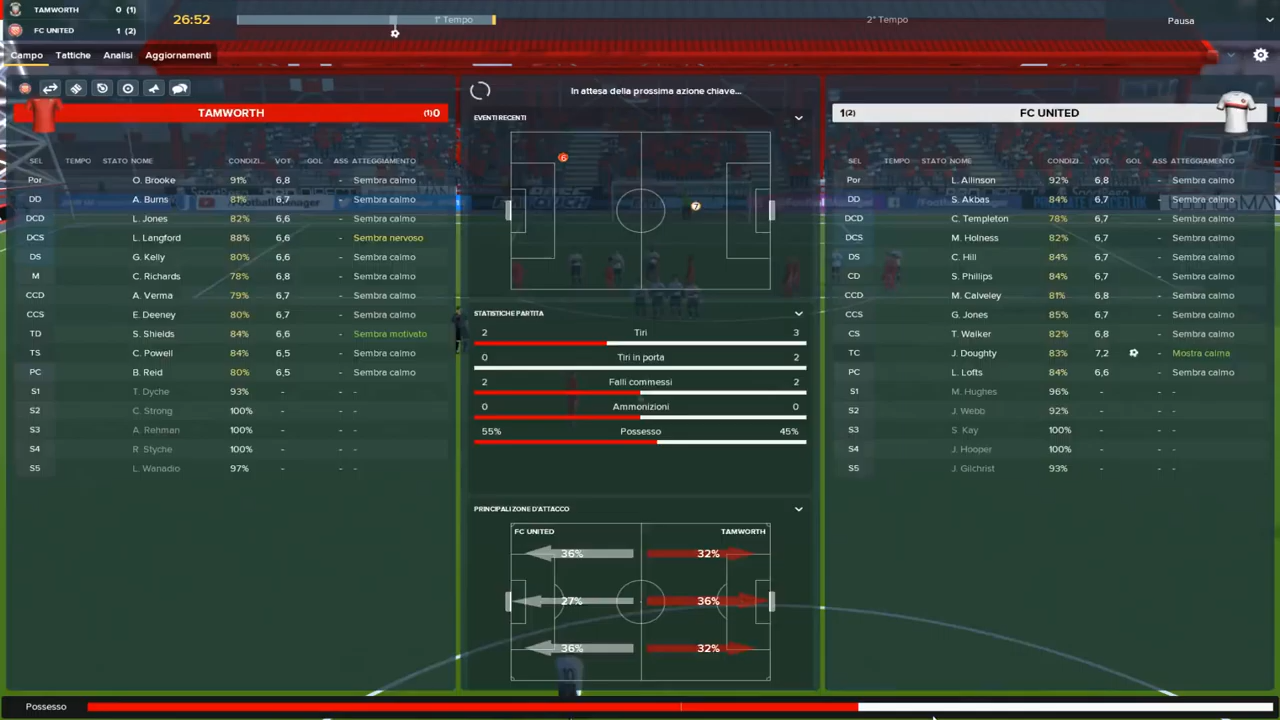 TAMWORTH 0 (1)
FC UNITED 1 (2)
26:52
1° Tempo
2° Tempo
Pausa
Campo Tattiche Analisi Aggiornamenti
TAMWORTH (1)0
SEL TEMPO STATO NOME CONDIZI... VOT GOL ASS ATTEGGIAMENTO
Por O. Brooke 91% 6,8 - Sembra calmo
DD A. Burns 81% 6,7 - Sembra calmo
DCD L. Jones 82% 6,6 - Sembra calmo
DCS L. Langford 88% 6,6 - Sembra nervoso
DS G. Kelly 80% 6,6 - Sembra calmo
M C. Richards 78% 6,8 - Sembra calmo
CCD A. Verma 79% 6,7 - Sembra calmo
CCS E. Deeney 80% 6,7 - Sembra calmo
TD S. Shields 84% 6,6 - Sembra motivato
TS C. Powell 84% 6,5 - Sembra calmo
PC B. Reid 80% 6,5 - Sembra calmo
S1 T. Dyche 93% - - -
S2 C. Strong 100% - - -
S3 A. Rehman 100% - - -
S4 R. Styche 100% - - -
S5 L. Wanadio 97% - - -
In attesa della prossima azione chiave...
EVENTI RECENTI
6
7
STATISTICHE PARTITA
2 Tiri 3
0 Tiri in porta 2
2 Falli commessi 2
0 Ammonizioni 0
55% Possesso 45%
PRINCIPALI ZONE D'ATTACCO
FC UNITED TAMWORTH
36% 32%
27% 36%
36% 32%
1(2) FC UNITED
SEL TEMPO STATO NOME CONDIZI... VOT. GOL ASS ATTEGGIAMENTO
Por L. Allinson 92% 6,8 - Sembra calmo
DD S. Akbas 84% 6,7 - Sembra calmo
DCD C. Templeton 78% 6,7 - Sembra calmo
DCS M. Holness 82% 6,7 - Sembra calmo
DS C. Hill 84% 6,7 - Sembra calmo
CD S. Phillips 84% 6,7 - Sembra calmo
CCD M. Calveley 81% 6,8 - Sembra calmo
CCS G. Jones 85% 6,7 - Sembra calmo
CS T. Walker 82% 6,8 - Sembra calmo
TC J. Doughty 83% 7,2 - Mostra calma
PC L. Lofts 84% 6,6 - Sembra calmo
S1 M. Hughes 96% - - -
S2 J. Webb 92% - - -
S3 S. Kay 100% - - -
S4 J. Hooper 100% - - -
S5 J. Gilchrist 93% - - -
Possesso